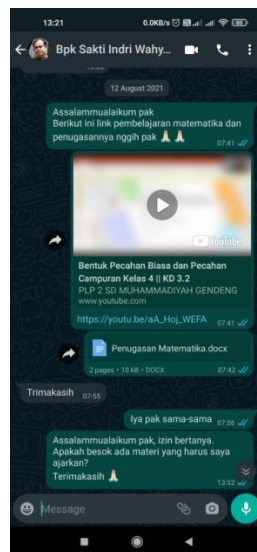 13:21
0.0KB/s
Bpk Sakti Indri Wahy...
12 August 2021
Assalammualaikum pak
Berikut ini link pembelajaran matematika dan
penugasannya nggih pak
07:41
YouTube
Bentuk Pecahan Biasa dan Pecahan
Campuran Kelas 4 || KD 3.2
PLP 2 SD MUHAMMADIYAH GENDENG
www.youtube.com
https://youtu.be/aA_Hoj_WEFA 07:41
Penugasan Matematika.docx
2 pages • 10 kB • DOCX 07:42
Trimakasih 07:55
Iya pak sama-sama 07:56
Assalammualaikum pak, izin bertanya.
Apakah besok ada materi yang harus saya
ajarkan?
Terimakasih
13:52
Message